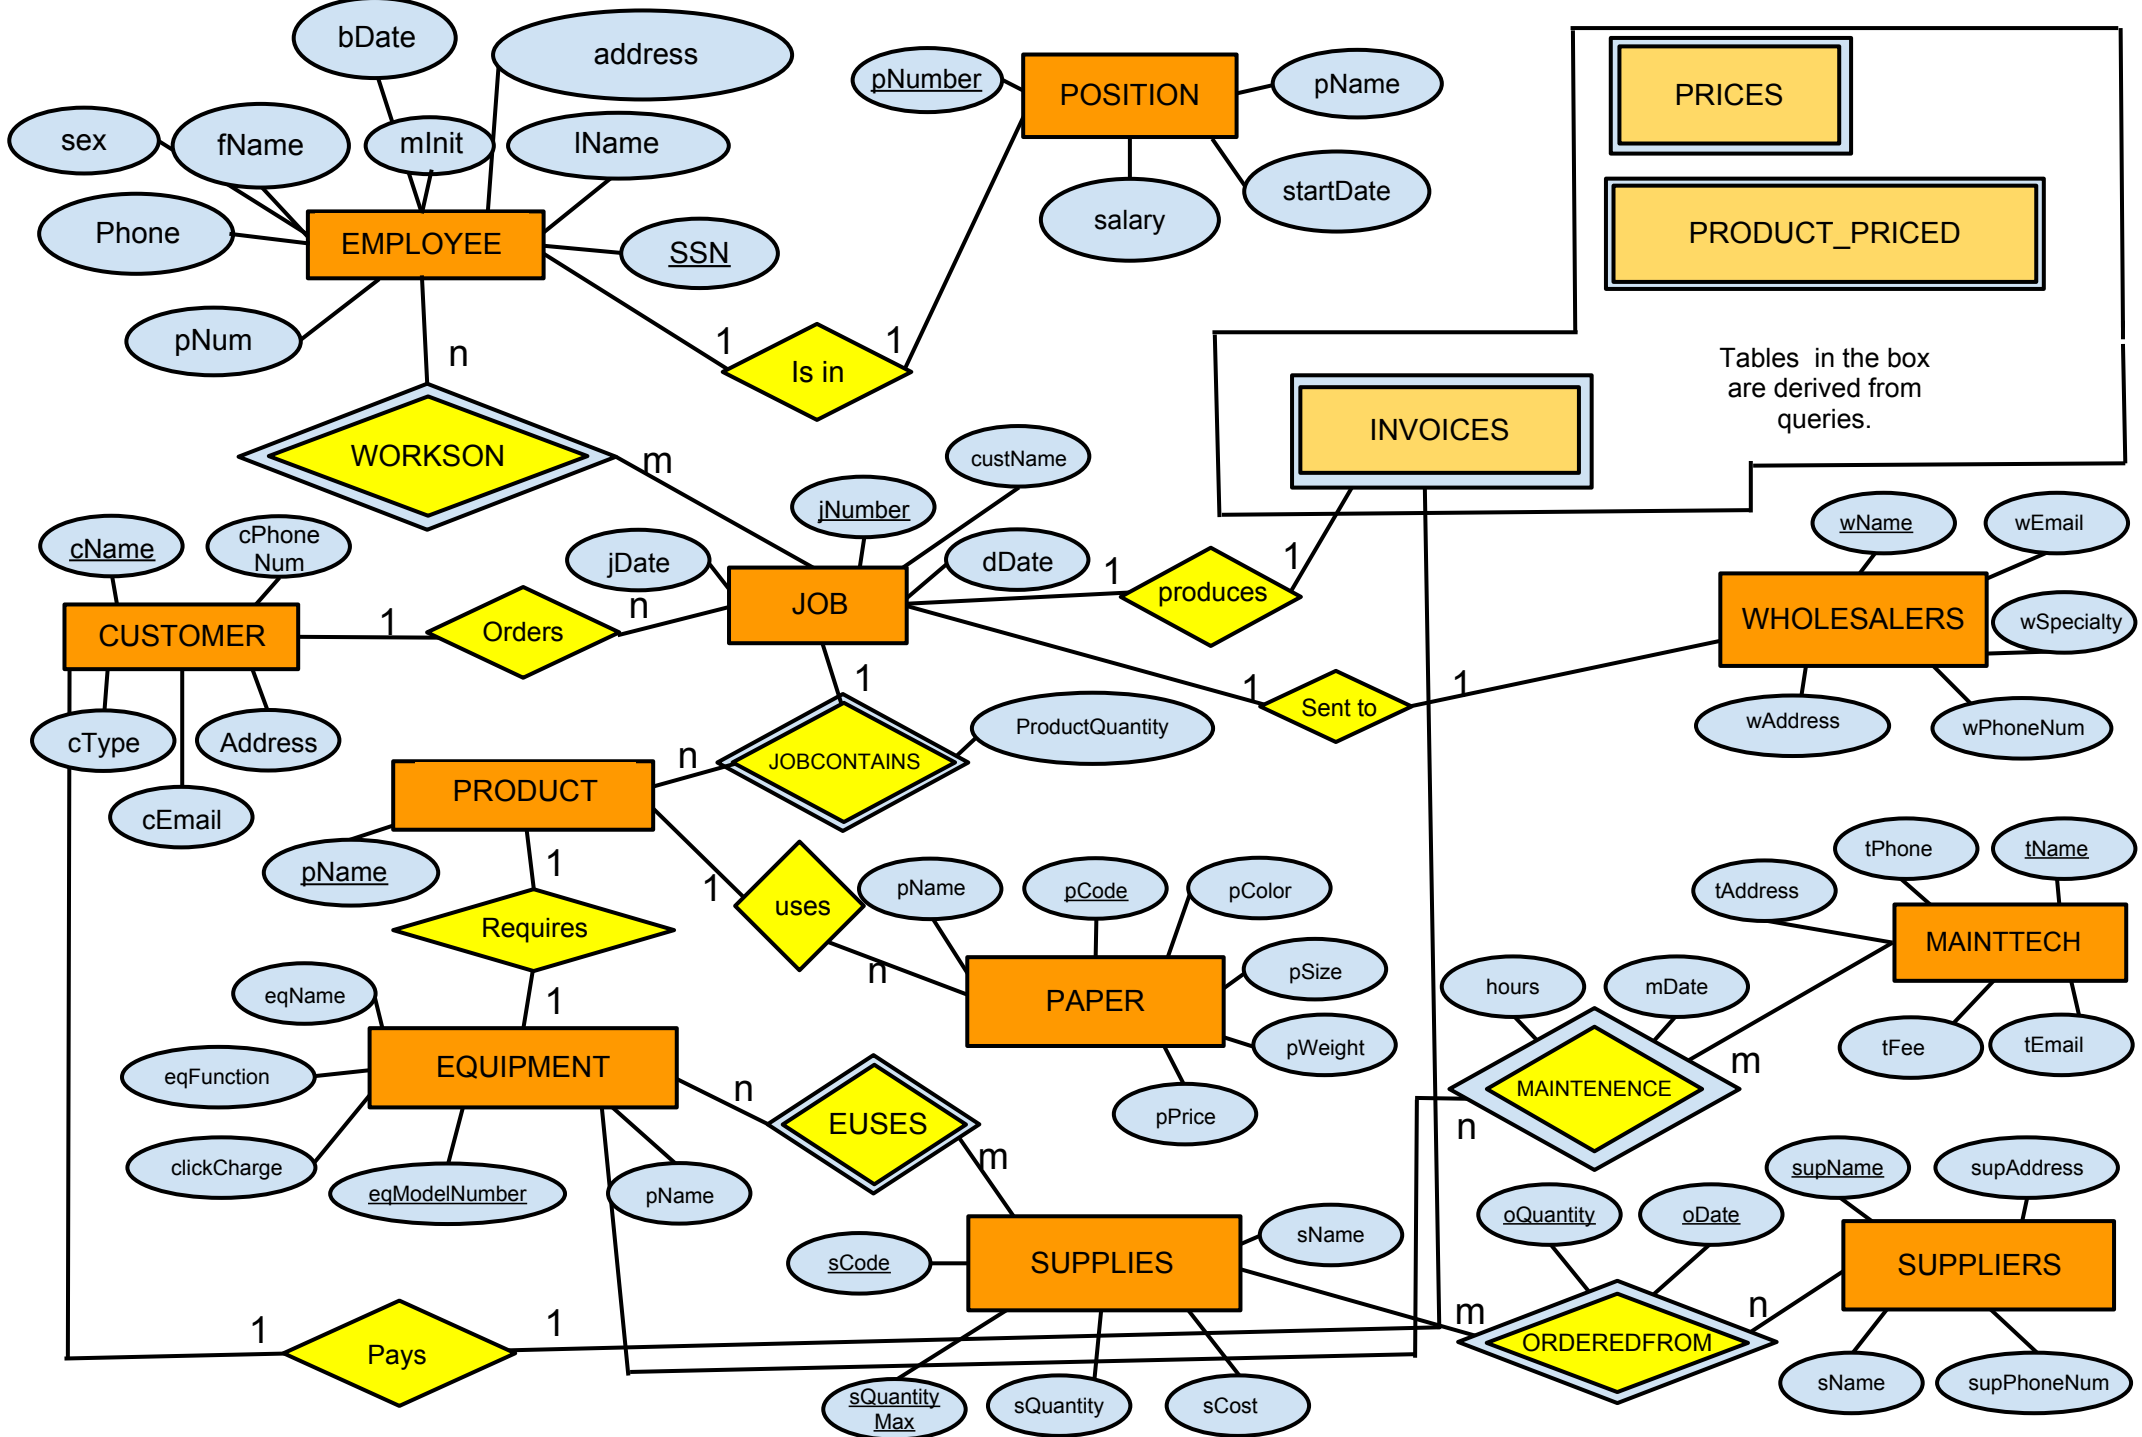 bDate
address
pNumber
POSITION
pName
PRICES
sex
fName
mInit
lName
salary
startDate
Phone
EMPLOYEE
SSN
PRODUCT_PRICED
pNum
n
1
Is in
1
Tables in the box
are derived from
queries.
WORKSON
m
custName
INVOICES
jNumber
cName
cPhone
Num
jDate
dDate
1
produces
1
wName
wEmail
CUSTOMER
1
Orders
n
JOB
WHOLESALERS
wSpecialty
1
1
Sent to
1
cType
Address
ProductQuantity
wAddress
wPhoneNum
n
JOBCONTAINS
PRODUCT
cEmail
pName
1
1
uses
pName
pCode
pColor
tPhone
tName
tAddress
Requires
n
MAINTTECH
eqName
1
PAPER
pSize
hours
mDate
pWeight
tFee
tEmail
eqFunction
EQUIPMENT
n
EUSES
pPrice
m
MAINTENENCE
n
clickCharge
eqModelNumber
pName
m
supName
supAddress
sName
oQuantity
oDate
sCode
SUPPLIES
SUPPLIERS
1
Pays
1
m
n
ORDEREDFROM
sQuantity
Max
sQuantity
sCost
sName
supPhoneNum